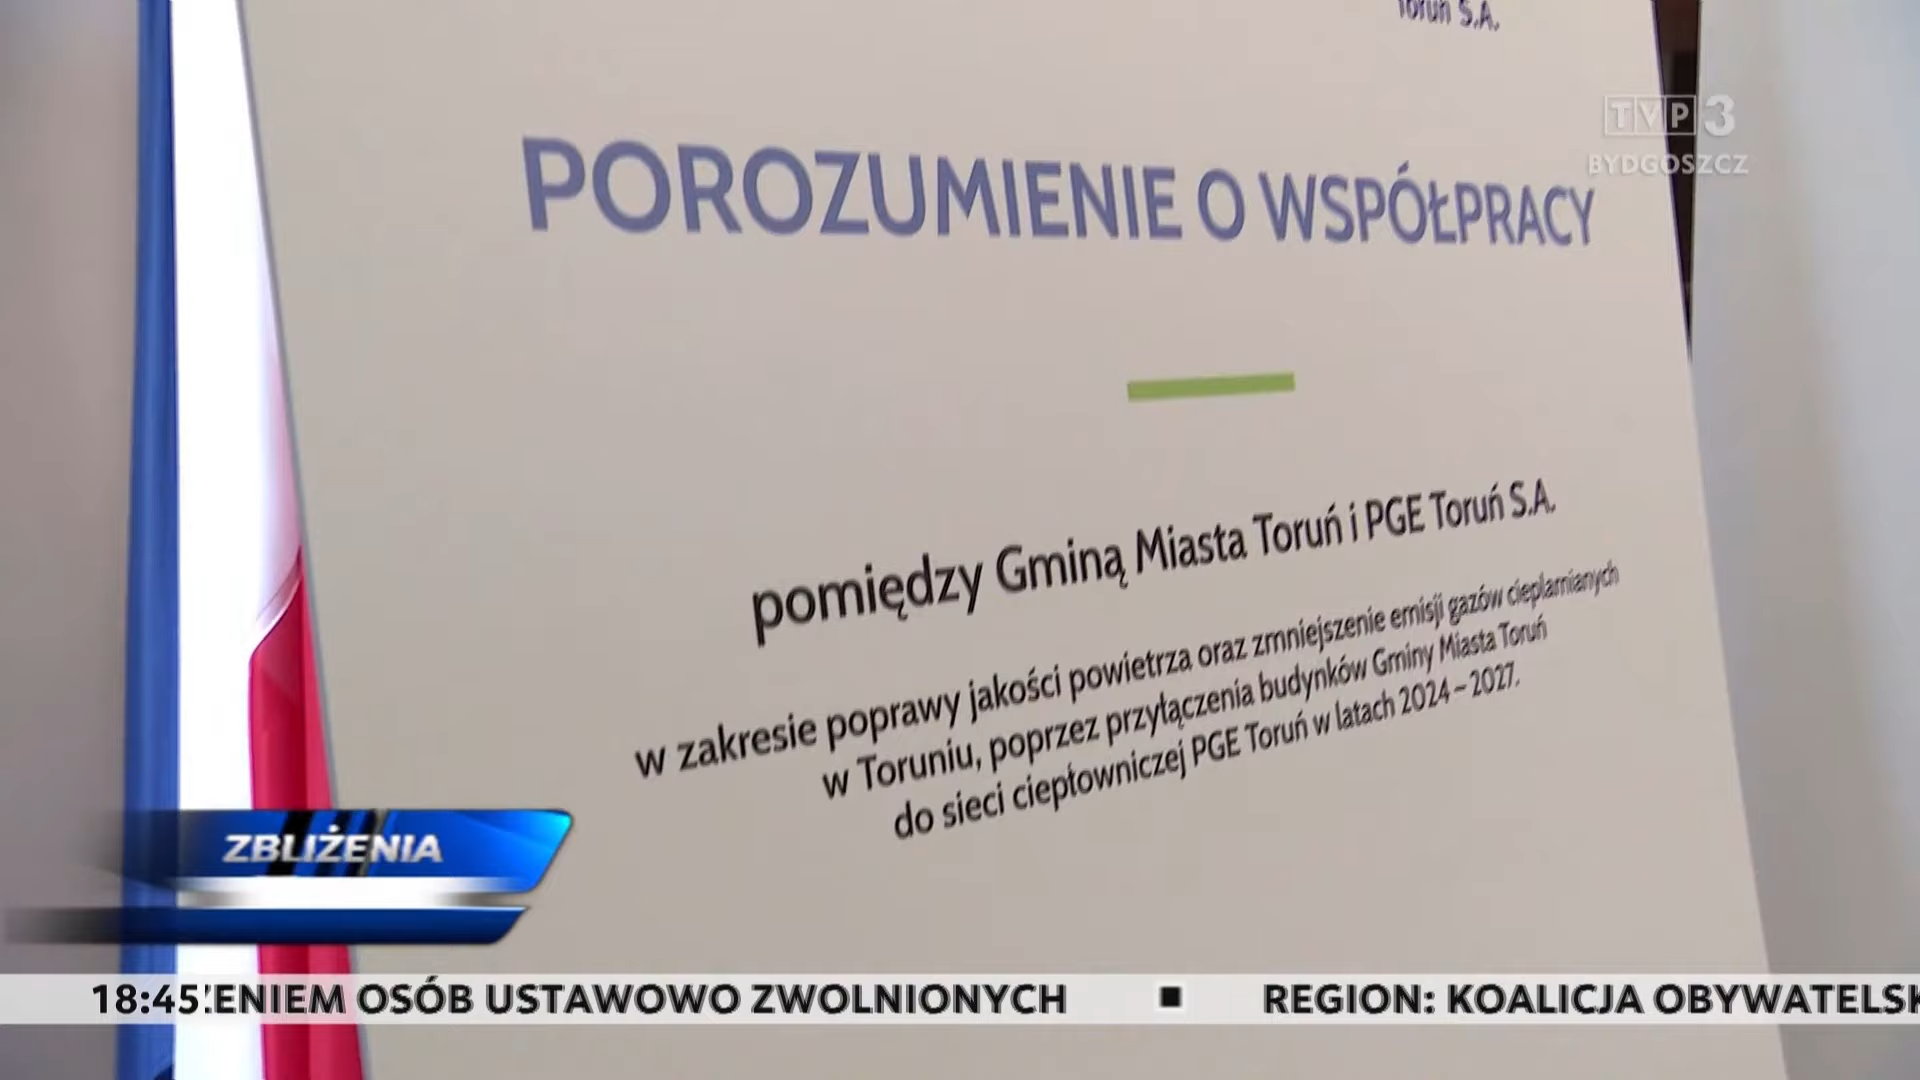 Toruń S.A.
TVP3
BYDGOSZCZ
POROZUMIENIE O WSPÓŁPRACY
pomiędzy Gminą Miasta Toruń i PGE Toruń S.A.
w zakresie poprawy jakości powietrza oraz zmniejszenie emisji gazów cieplarnianych
w Toruniu, poprzez przyłączenia budynków Gminy Miasta Toruń
do sieci ciepłowniczej PGE Toruń w latach 2024 – 2027.
ZBLIŻENIA
18:45 ŻENIEM OSÓB USTAWOWO ZWOLNIONYCH ■ REGION: KOALICJA OBYWATELSK